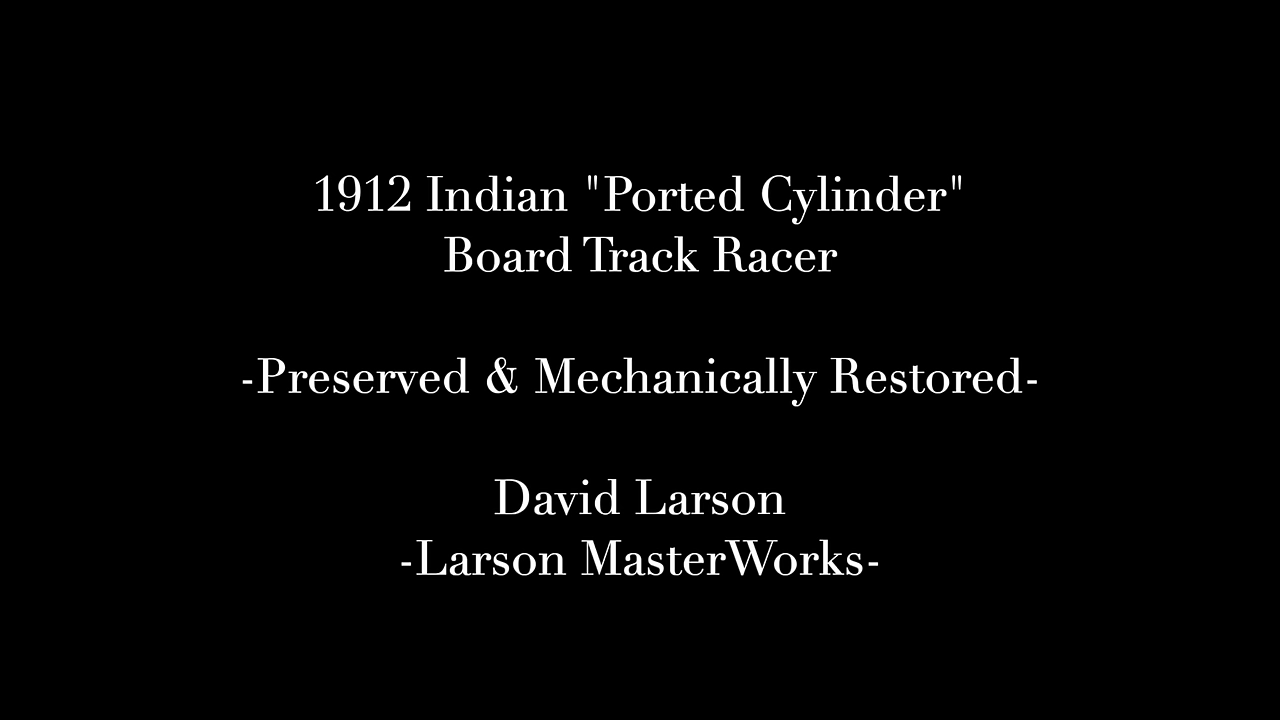 1912 Indian "Ported Cylinder"
Board Track Racer
-Preserved & Mechanically Restored-
David Larson
-Larson MasterWorks-